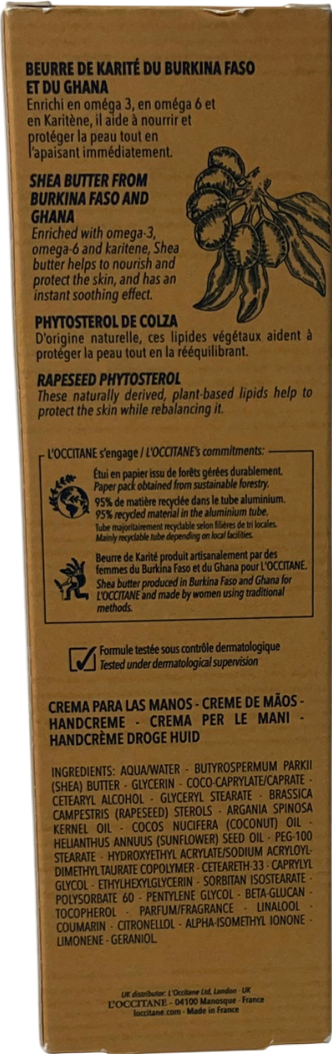 BEURRE DE KARITÉ DU BURKINA FASO
ET DU GHANA
Enrichi en oméga 3, en oméga 6 et
en Karitène, il aide à nourrir et
protéger la peau tout en
l'apaisant immédiatement.
SHEA BUTTER FROM
BURKINA FASO AND
GHANA
Enriched with omega-3,
omega-6 and karitene, Shea
butter helps to nourish and
protect the skin, and has an
instant soothing effect.
PHYTOSTEROL DE COLZA
D'origine naturelle, ces lipides végétaux aident à
protéger la peau tout en la rééquilibrant.
RAPESEED PHYTOSTEROL
These naturally derived, plant-based lipids help to
protect the skin while rebalancing it.
L'OCCITANE s'engage / L'OCCITANE's commitments:
Étui en papier issu de forêts gérées durablement.
Paper pack obtained from sustainable forestry.
95% de matière recyclée dans le tube aluminium.
95% recycled material in the aluminium tube.
Tube majoritairement recyclable selon filières de tri locales.
Mainly recyclable tube depending on local facilities.
Beurre de Karité produit artisanalement par des
femmes du Burkina Faso et du Ghana pour L'OCCITANE.
Shea butter produced in Burkina Faso and Ghana for
L'OCCITANE and made by women using traditional
methods.
Formule testée sous contrôle dermatologique
Tested under dermatological supervision
CREMA PARA LAS MANOS - CREME DE MÃOS -
HANDCREME - CREMA PER LE MANI -
HANDCRÈME DROGE HUID
INGREDIENTS: AQUA/WATER - BUTYROSPERMUM PARKII
(SHEA) BUTTER - GLYCERIN - COCO-CAPRYLATE/CAPRATE -
CETEARYL ALCOHOL - GLYCERYL STEARATE - BRASSICA
CAMPESTRIS (RAPESEED) STEROLS - ARGANIA SPINOSA
KERNEL OIL - COCOS NUCIFERA (COCONUT) OIL -
HELIANTHUS ANNUUS (SUNFLOWER) SEED OIL - PEG-100
STEARATE - HYDROXYETHYL ACRYLATE/SODIUM ACRYLOYL-
DIMETHYL TAURATE COPOLYMER - CETEARETH-33 - CAPRYLYL
GLYCOL - ETHYLHEXYLGLYCERIN - SORBITAN ISOSTEARATE -
POLYSORBATE 60 - PENTYLENE GLYCOL - BETA-GLUCAN -
TOCOPHEROL - PARFUM/FRAGRANCE - LINALOOL -
COUMARIN - CITRONELLOL - ALPHA-ISOMETHYL IONONE -
LIMONENE - GERANIOL.
UK distributor: L'Occitane Ltd, London - UK
L'OCCITANE - 04100 Manosque - France
loccitane.com - Made in France